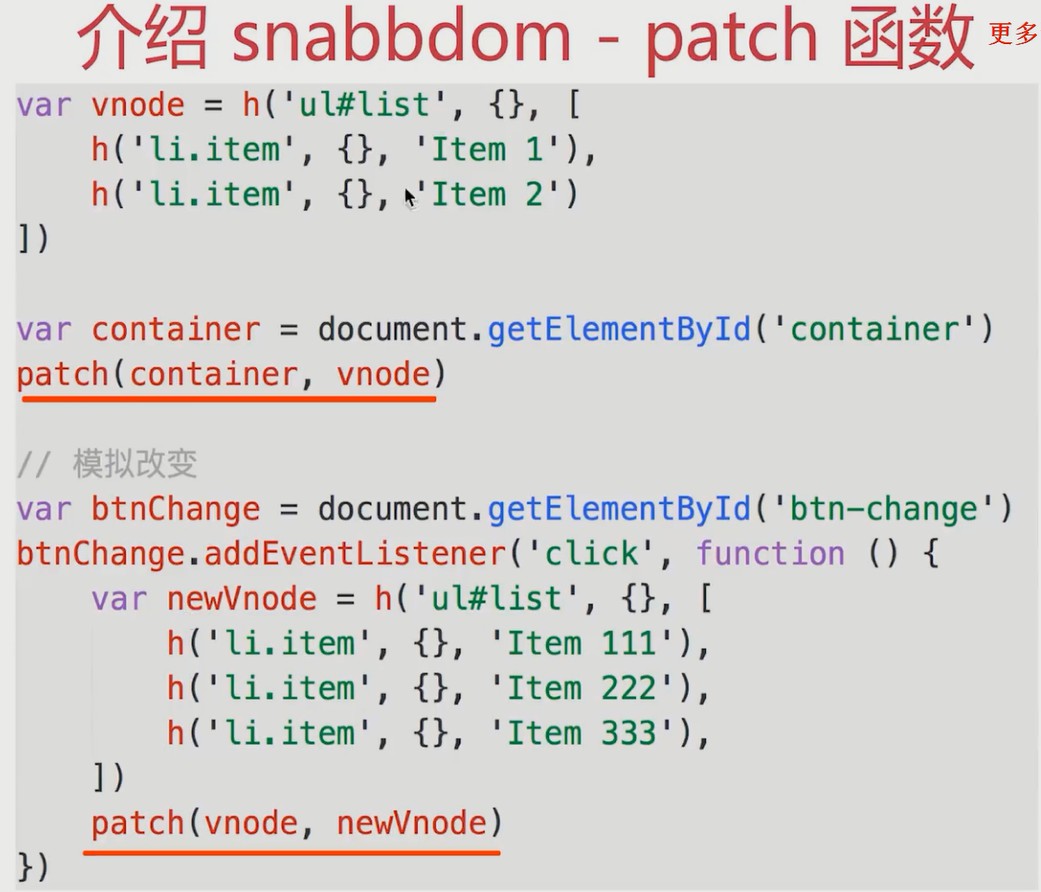 介绍 snabbdom - patch 函数 更多
var vnode = h('ul#list', {}, [
    h('li.item', {}, 'Item 1'),
    h('li.item', {}, 'Item 2')
])
var container = document.getElementById('container')
patch(container, vnode)
// 模拟改变
var btnChange = document.getElementById('btn-change')
btnChange.addEventListener('click', function () {
    var newVnode = h('ul#list', {}, [
        h('li.item', {}, 'Item 111'),
        h('li.item', {}, 'Item 222'),
        h('li.item', {}, 'Item 333'),
    ])
    patch(vnode, newVnode)
})